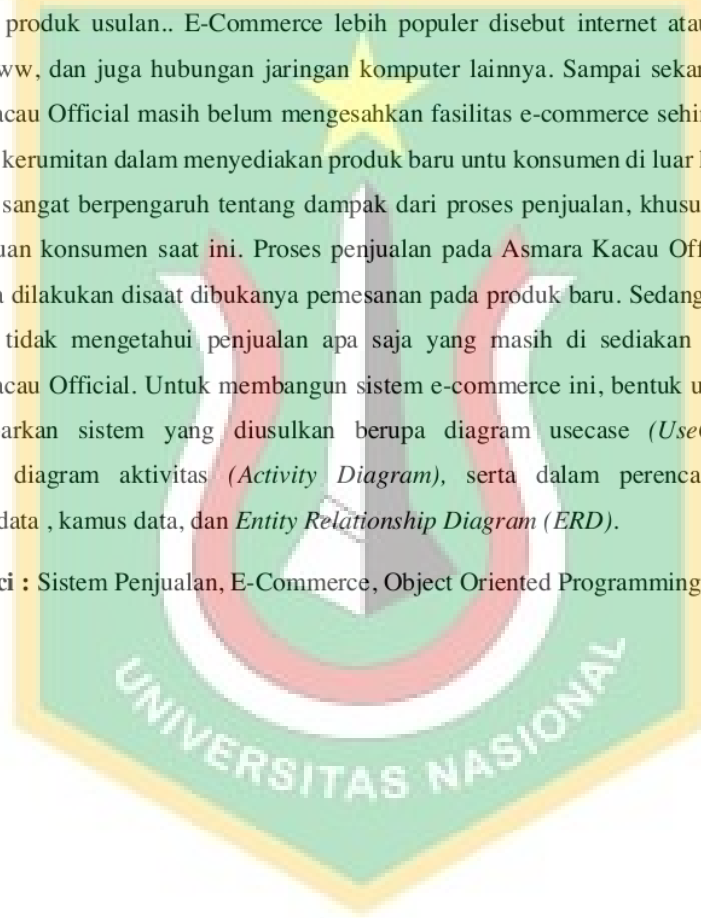 produk usulan.. E-Commerce lebih populer disebut internet atau
ww, dan juga hubungan jaringan komputer lainnya. Sampai sekar
acau Official masih belum mengesahkan fasilitas e-commerce sehi
kerumitan dalam menyediakan produk baru untu konsumen di luar
sangat berpengaruh tentang dampak dari proses penjualan, khusu
uan konsumen saat ini. Proses penjualan pada Asmara Kacau Off
dilakukan disaat dibukanya pemesanan pada produk baru. Sedang
tidak mengetahui penjualan apa saja yang masih di sediakan
acau Official. Untuk membangun sistem e-commerce ini, bentuk u
arkan sistem yang diusulkan berupa diagram usecase (Use
diagram aktivitas (Activity Diagram), serta dalam perenca
data , kamus data, dan Entity Relationship Diagram (ERD).
ci : Sistem Penjualan, E-Commerce, Object Oriented Programming
UNIVERSITAS NASIONAL